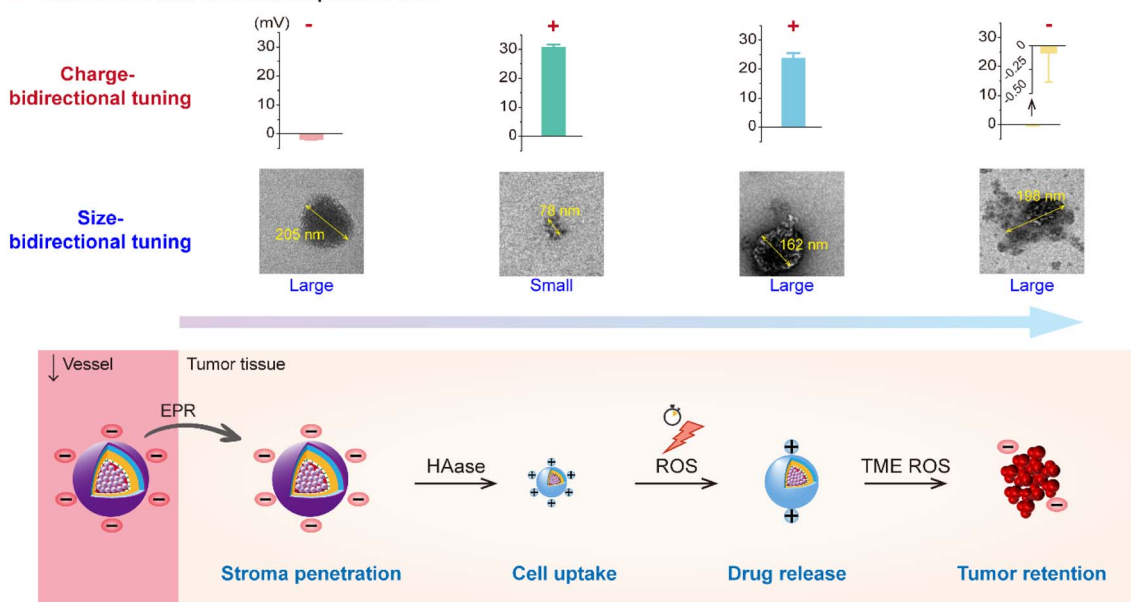 (mV)
-
30
20
10
0
+
30
20
10
0
+
30
20
10
0
-
30
20
10
0
0
-0.25
-0.50
Charge-
bidirectional tuning
Size-
bidirectional tuning
205 nm
78 nm
162 nm
198 nm
Large
Small
Large
Large
Vessel
Tumor tissue
EPR
HAase
ROS
TME ROS
Stroma penetration
Cell uptake
Drug release
Tumor retention